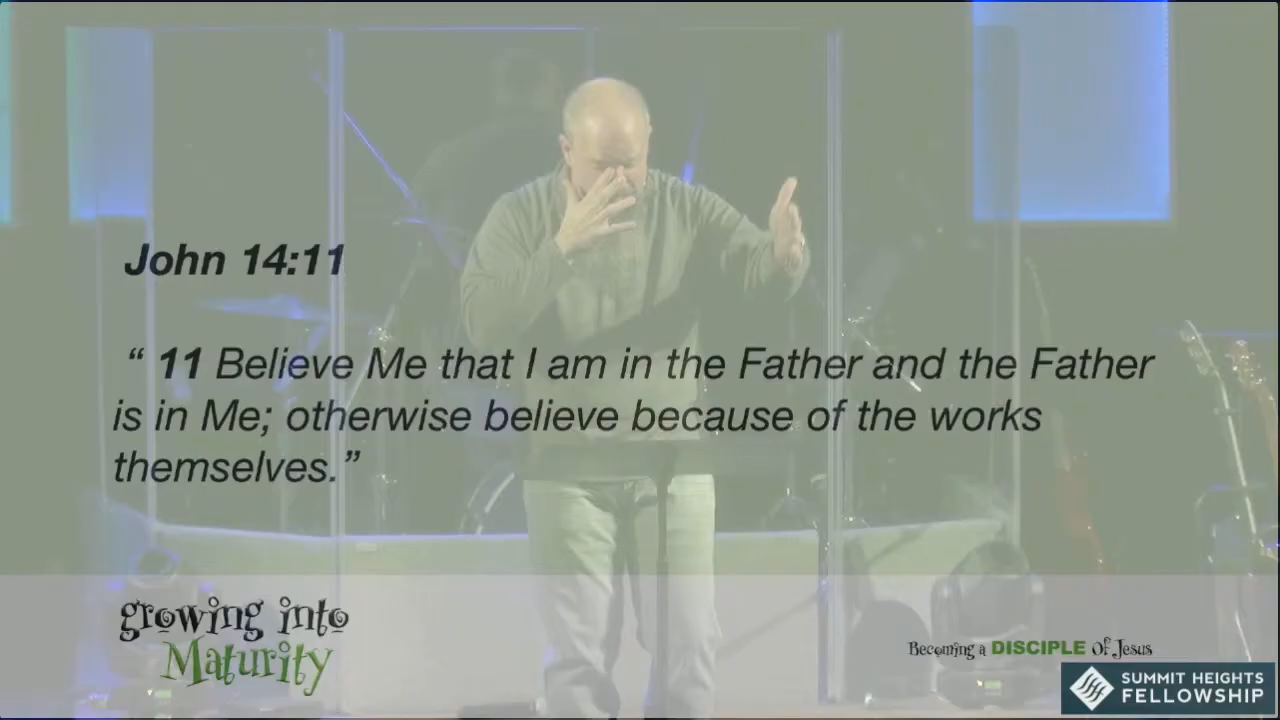 John 14:11
“ 11 Believe Me that I am in the Father and the Father
is in Me; otherwise believe because of the works
themselves.”
growing into
Maturity
Becoming a DISCIPLE Of Jesus
SUMMIT HEIGHTS
FELLOWSHIP